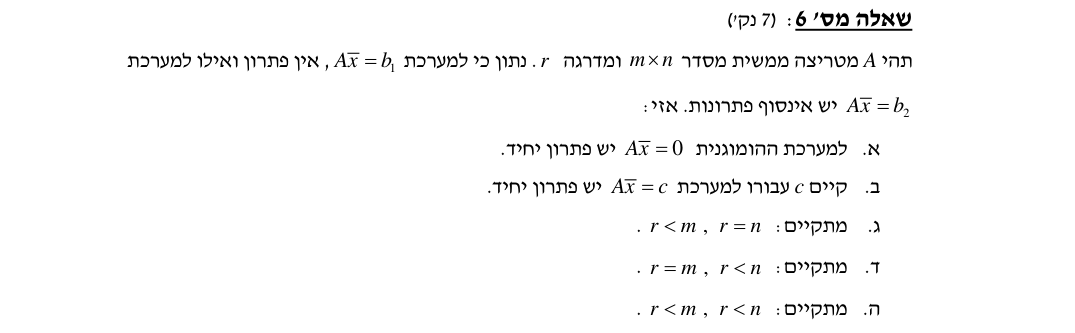 שאלה מס' 6: (7 נק')
תהי A מטריצה ממשית מסדר m×n ומדרגה r. נתון כי למערכת Ax̅ = b₁, אין פתרון ואילו למערכת
Ax̅ = b₂ יש אינסוף פתרונות. אזי:
א. למערכת ההומוגנית Ax̅ = 0 יש פתרון יחיד.
ב. קיים c עבורו למערכת Ax̅ = c יש פתרון יחיד.
ג. מתקיים: r = n , r < m .
ד. מתקיים: r < n , r = m .
ה. מתקיים: r < n , r < m .